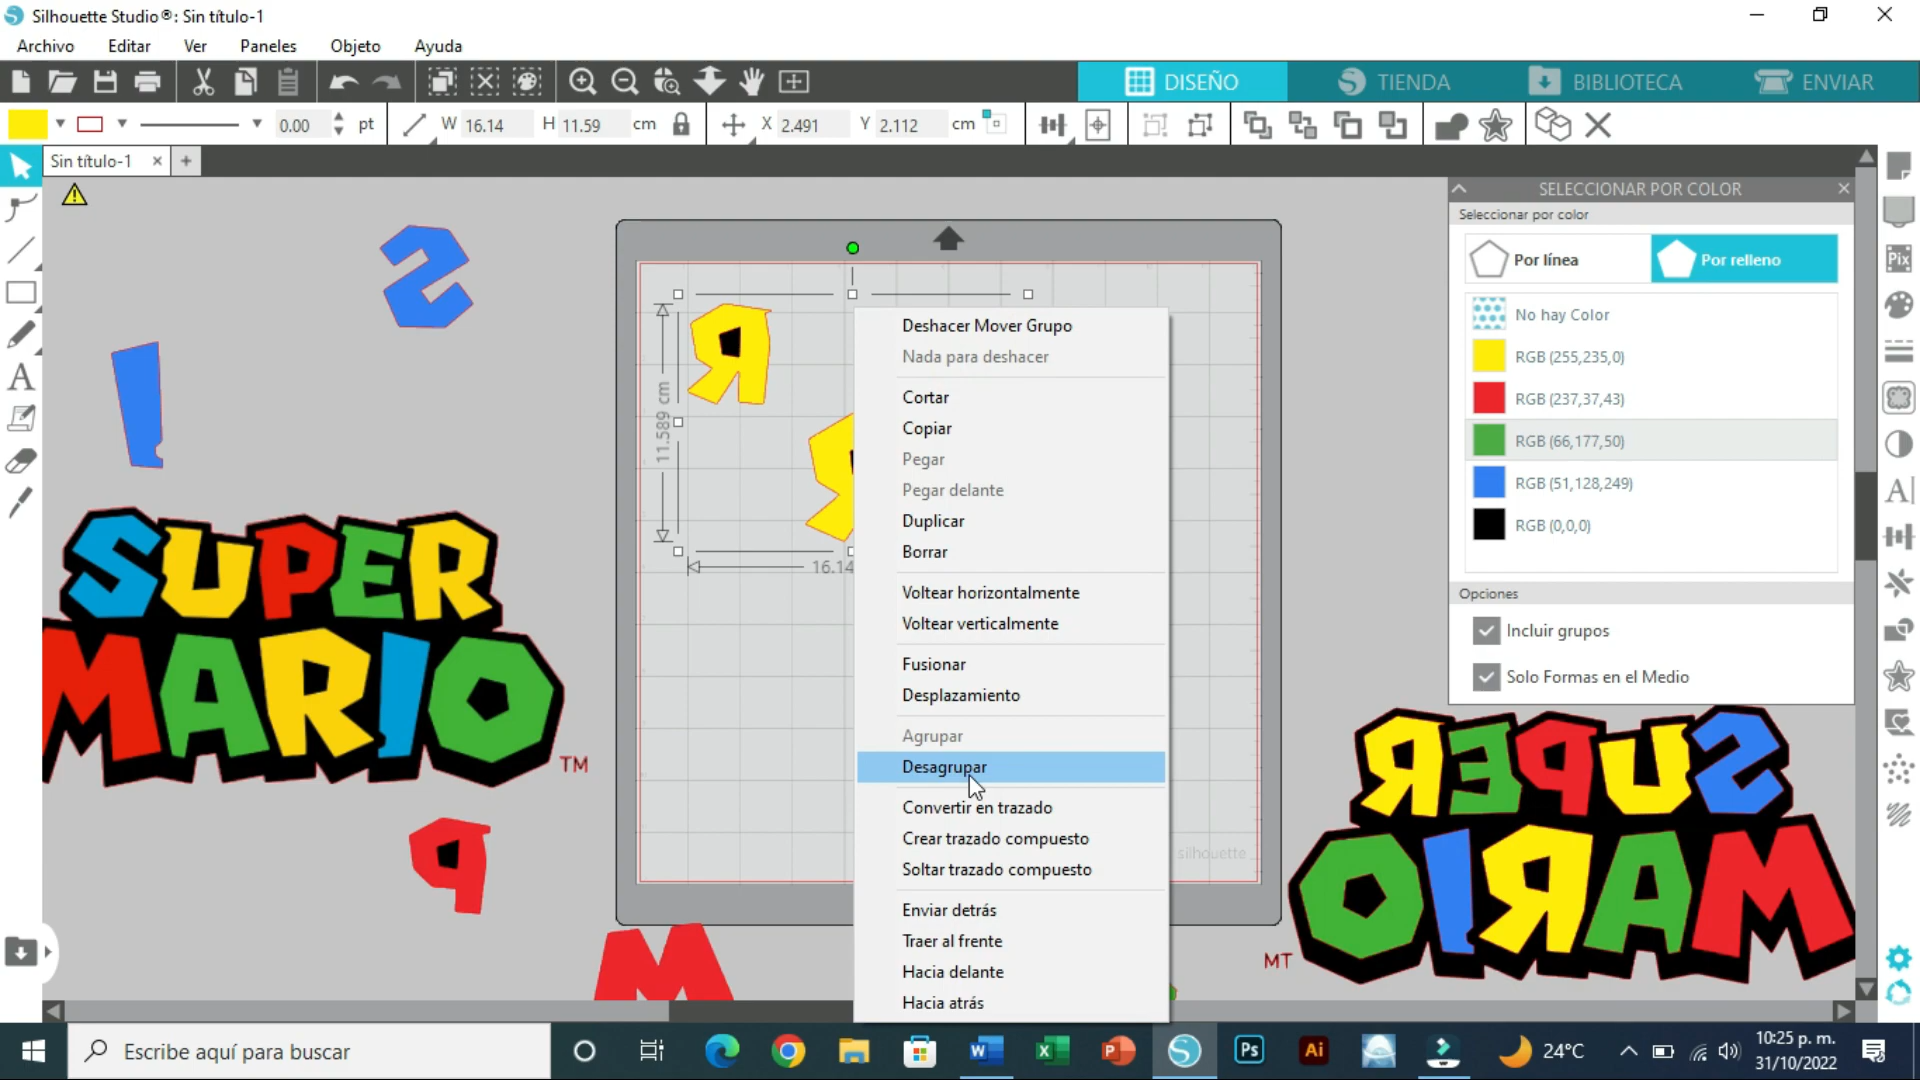 Silhouette Studio®: Sin título-1
Archivo Editar Ver Paneles Objeto Ayuda
DISEÑO TIENDA BIBLIOTECA ENVIAR
0.00 pt W 16.14 H 11.59 cm X 2.491 Y 2.112 cm
Sin título-1
SELECCIONAR POR COLOR
Seleccionar por color
Por línea Por relleno
No hay Color
RGB (255,235,0)
RGB (237,37,43)
RGB (66,177,50)
RGB (51,128,249)
RGB (0,0,0)
Opciones
Incluir grupos
Solo Formas en el Medio
11.589 cm
16.14
Deshacer Mover Grupo
Nada para deshacer
Cortar
Copiar
Pegar
Pegar delante
Duplicar
Borrar
Voltear horizontalmente
Voltear verticalmente
Fusionar
Desplazamiento
Agrupar
Desagrupar
Convertir en trazado
Crear trazado compuesto
Soltar trazado compuesto
Enviar detrás
Traer al frente
Hacia delante
Hacia atrás
SUPER
MARIO
TM
SUPER
MARIO
TM
S
I
R
R
P
M
silhouette
Pix
Escribe aquí para buscar
Ps
Ai
24°C
10:25 p. m.
31/10/2022